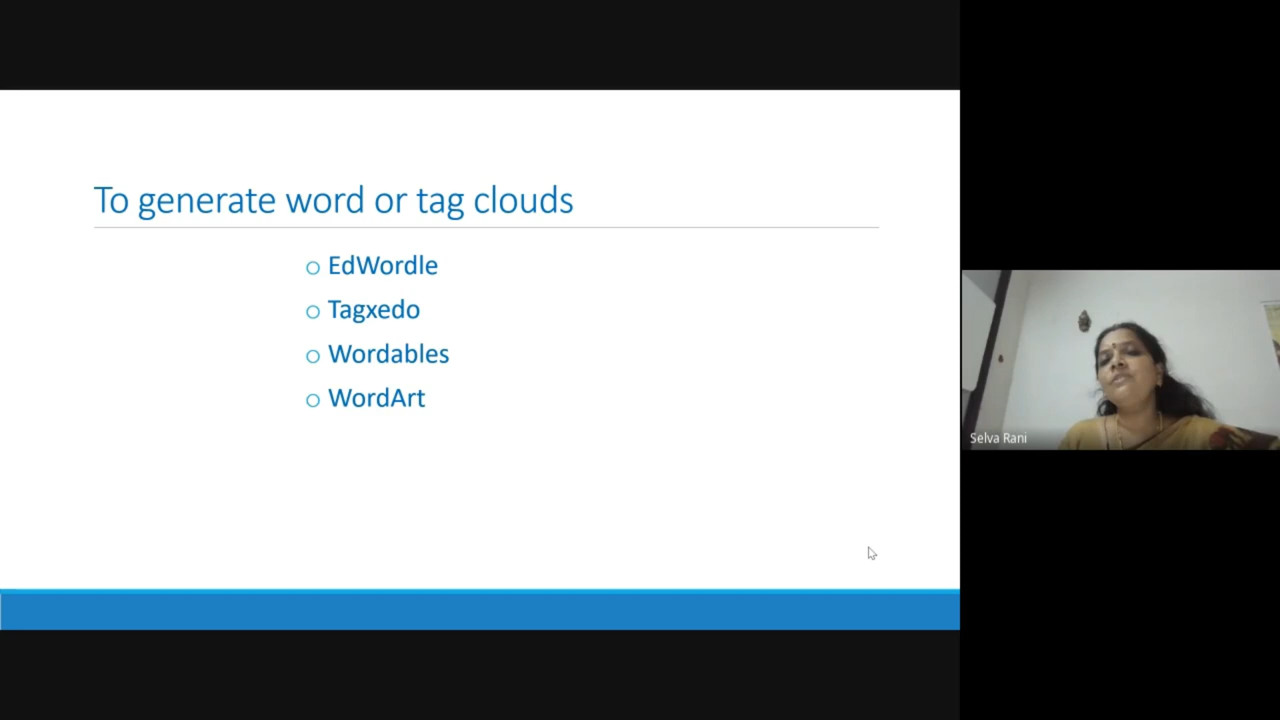 To generate word or tag clouds
EdWordle
Tagxedo
Wordables
WordArt
Selva Rani